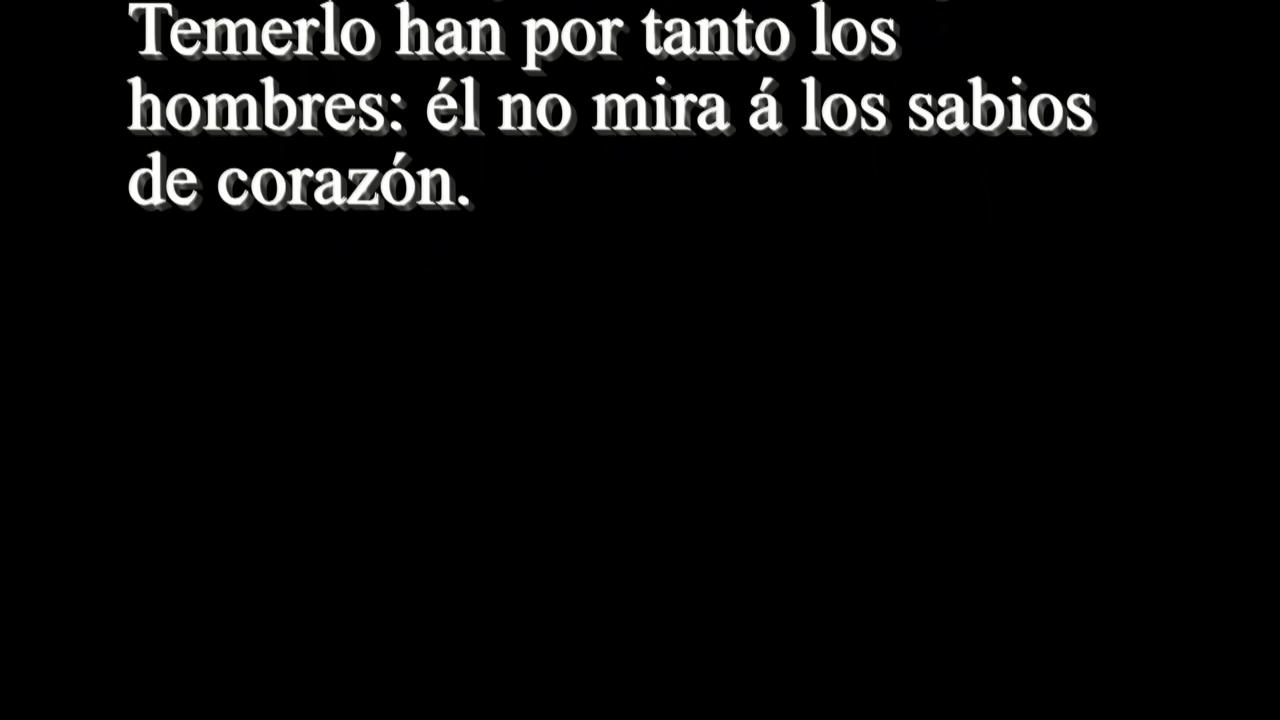 Temerlo han por tanto los
hombres: él no mira á los sabios
de corazón.